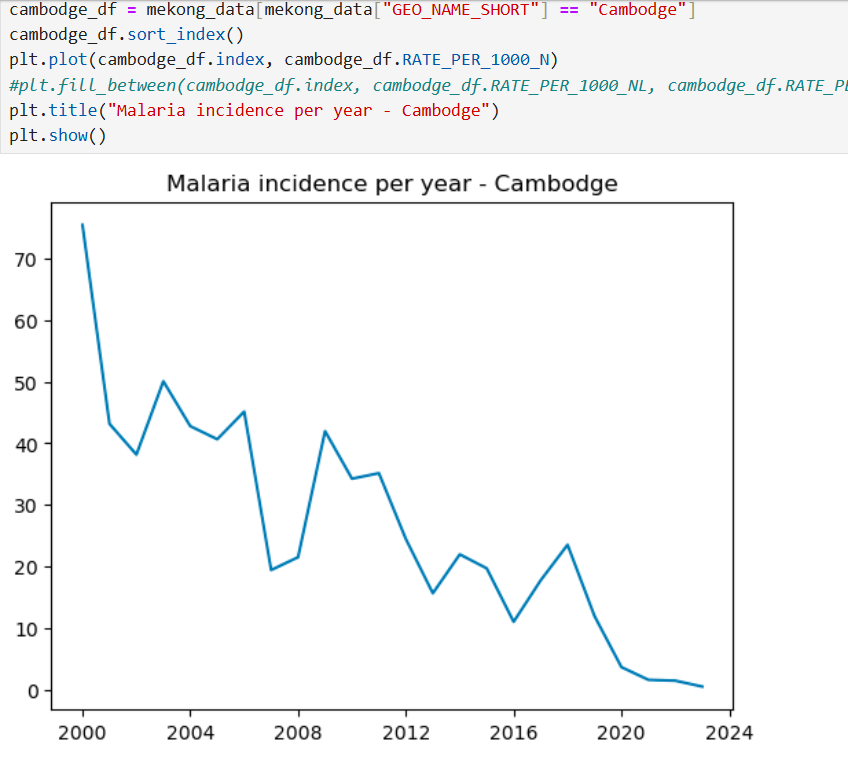 cambodge_df = mekong_data[mekong_data["GEO_NAME_SHORT"] == "Cambodge"]
cambodge_df.sort_index()
plt.plot(cambodge_df.index, cambodge_df.RATE_PER_1000_N)
#plt.fill_between(cambodge_df.index, cambodge_df.RATE_PER_1000_NL, cambodge_df.RATE_P
plt.title("Malaria incidence per year - Cambodge")
plt.show()
Malaria incidence per year - Cambodge
70
60
50
40
30
20
10
0
2000 2004 2008 2012 2016 2020 2024